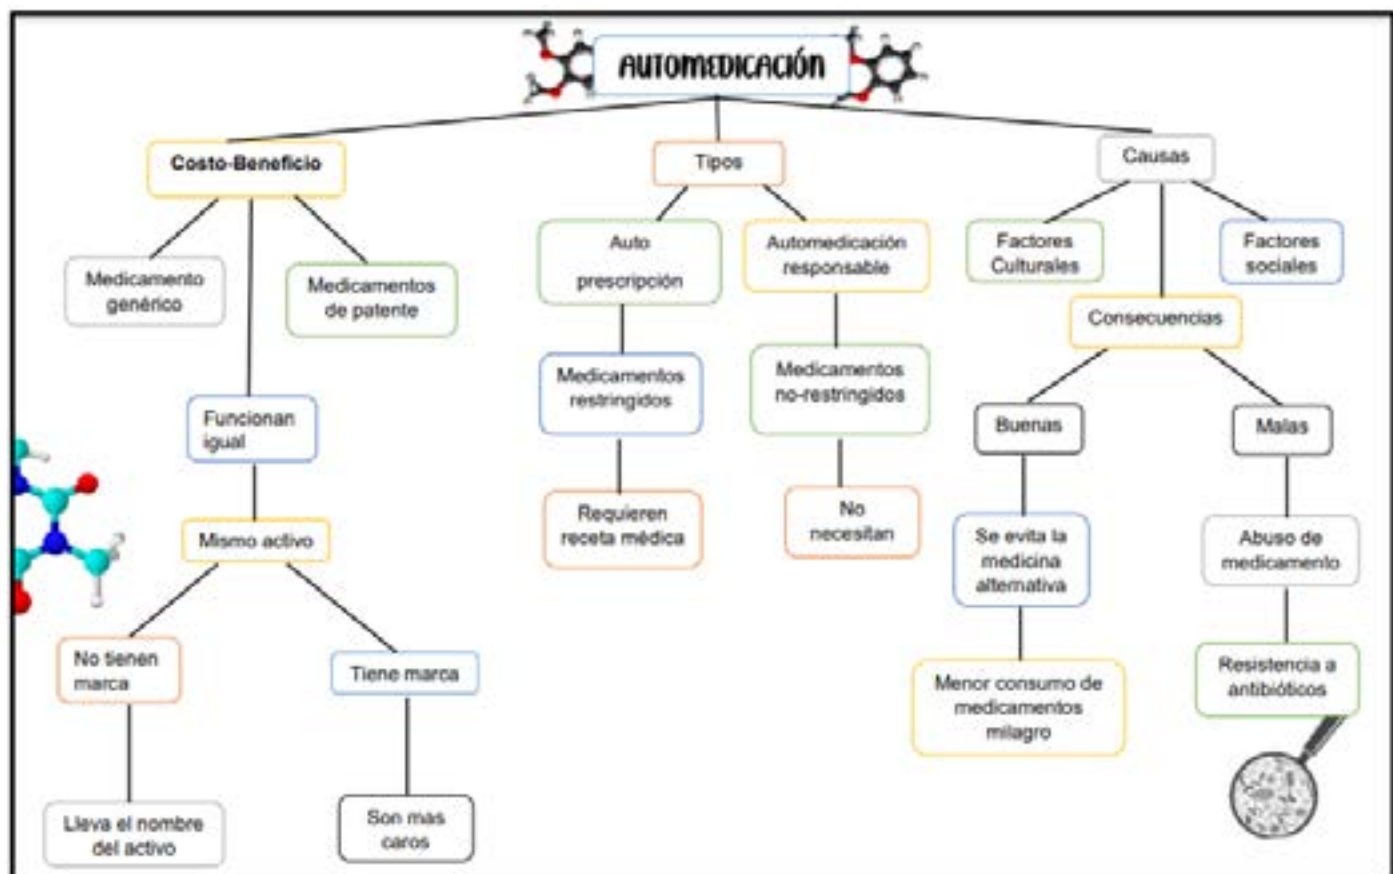 AUTOMEDICACIÓN
Costo-Beneficio
Medicamento
genérico
Medicamentos
de patente
Funcionan
igual
Mismo activo
No tienen
marca
Lleva el nombre
del activo
Tiene marca
Son mas
caros
Tipos
Auto
prescripción
Medicamentos
restringidos
Requieren
receta médica
Automedicación
responsable
Medicamentos
no-restringidos
No
necesitan
Causas
Factores
Culturales
Factores
sociales
Consecuencias
Buenas
Se evita la
medicina
alternativa
Menor consumo de
medicamentos
milagro
Malas
Abuso de
medicamento
Resistencia a
antibióticos